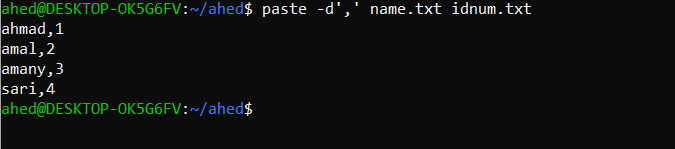 ahed@DESKTOP-OK5G6FV:~/ahed$ paste -d',' name.txt idnum.txt
ahmad,1
amal,2
amany,3
sari,4
ahed@DESKTOP-OK5G6FV:~/ahed$